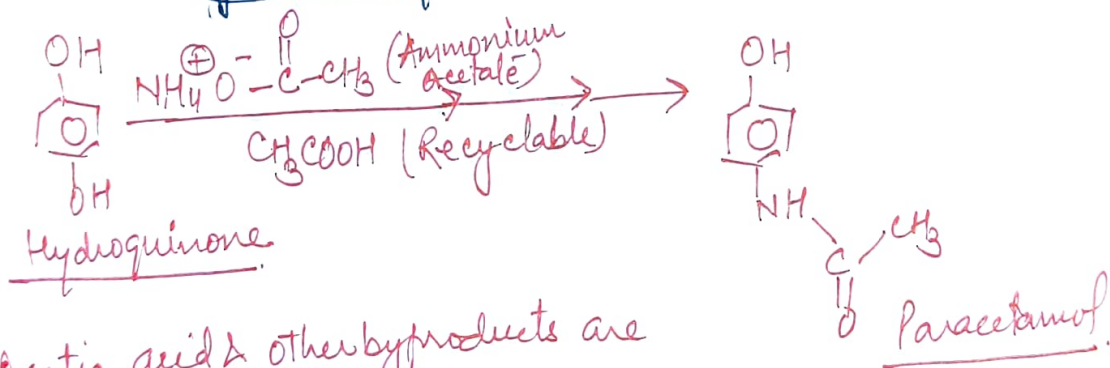 OH
NH4⊕ O⁻–C(=O)–CH3 (Ammonium
Acetate)
CH3COOH (Recyclable)
OH
Hydroquinone
OH
NH
C
CH3
O
Paracetamol.
acid & other byproducts are